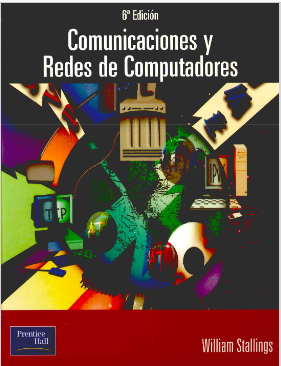 6ª Edición
Comunicaciones y
Redes de Computadores
Prentice
Hall
William Stallings